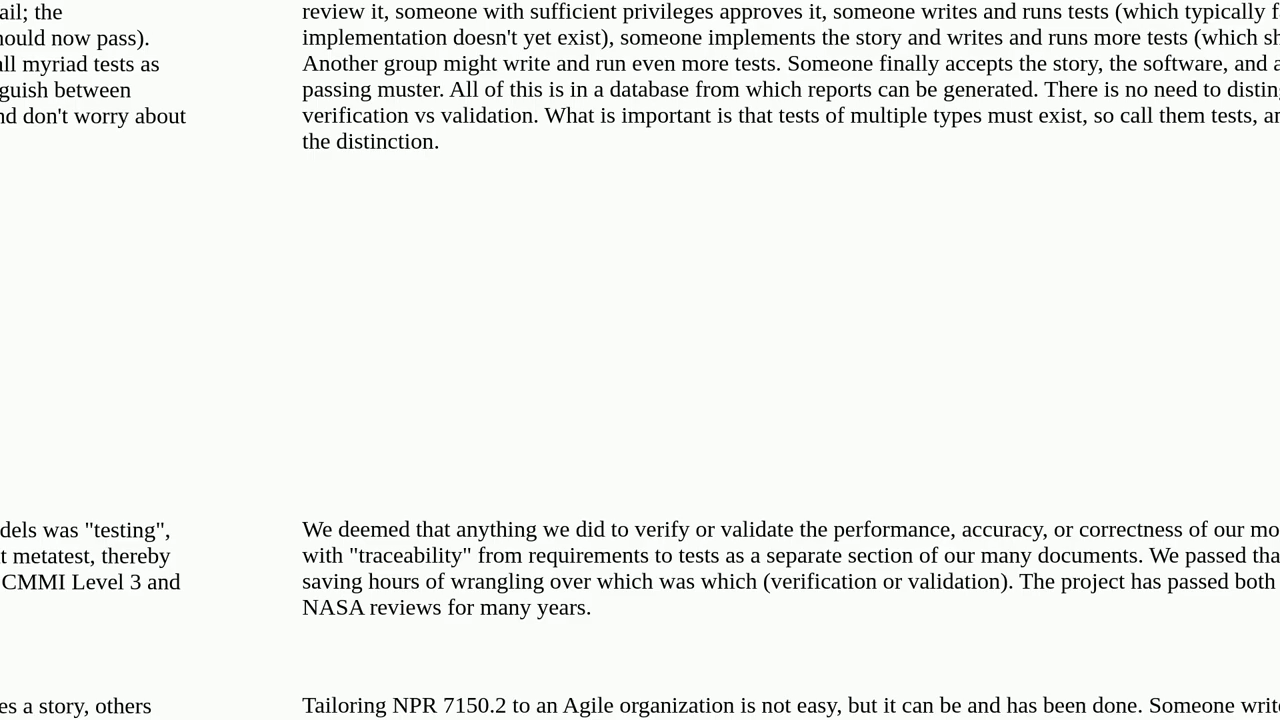 ail; the
hould now pass).
all myriad tests as
guish between
nd don't worry about
review it, someone with sufficient privileges approves it, someone writes and runs tests (which typically f
implementation doesn't yet exist), someone implements the story and writes and runs more tests (which sh
Another group might write and run even more tests. Someone finally accepts the story, the software, and a
passing muster. All of this is in a database from which reports can be generated. There is no need to disting
verification vs validation. What is important is that tests of multiple types must exist, so call them tests, an
the distinction.
dels was "testing",
t metatest, thereby
CMMI Level 3 and
We deemed that anything we did to verify or validate the performance, accuracy, or correctness of our mo
with "traceability" from requirements to tests as a separate section of our many documents. We passed tha
saving hours of wrangling over which was which (verification or validation). The project has passed both
NASA reviews for many years.
es a story, others
Tailoring NPR 7150.2 to an Agile organization is not easy, but it can be and has been done. Someone writ